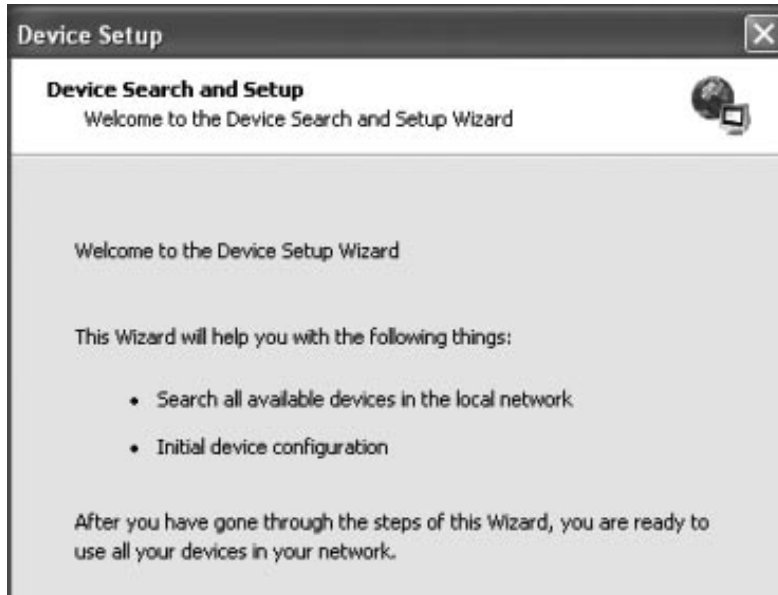 Device Setup
Device Search and Setup
Welcome to the Device Search and Setup Wizard
Welcome to the Device Setup Wizard
This Wizard will help you with the following things:
• Search all available devices in the local network
• Initial device configuration
After you have gone through the steps of this Wizard, you are ready to
use all your devices in your network.